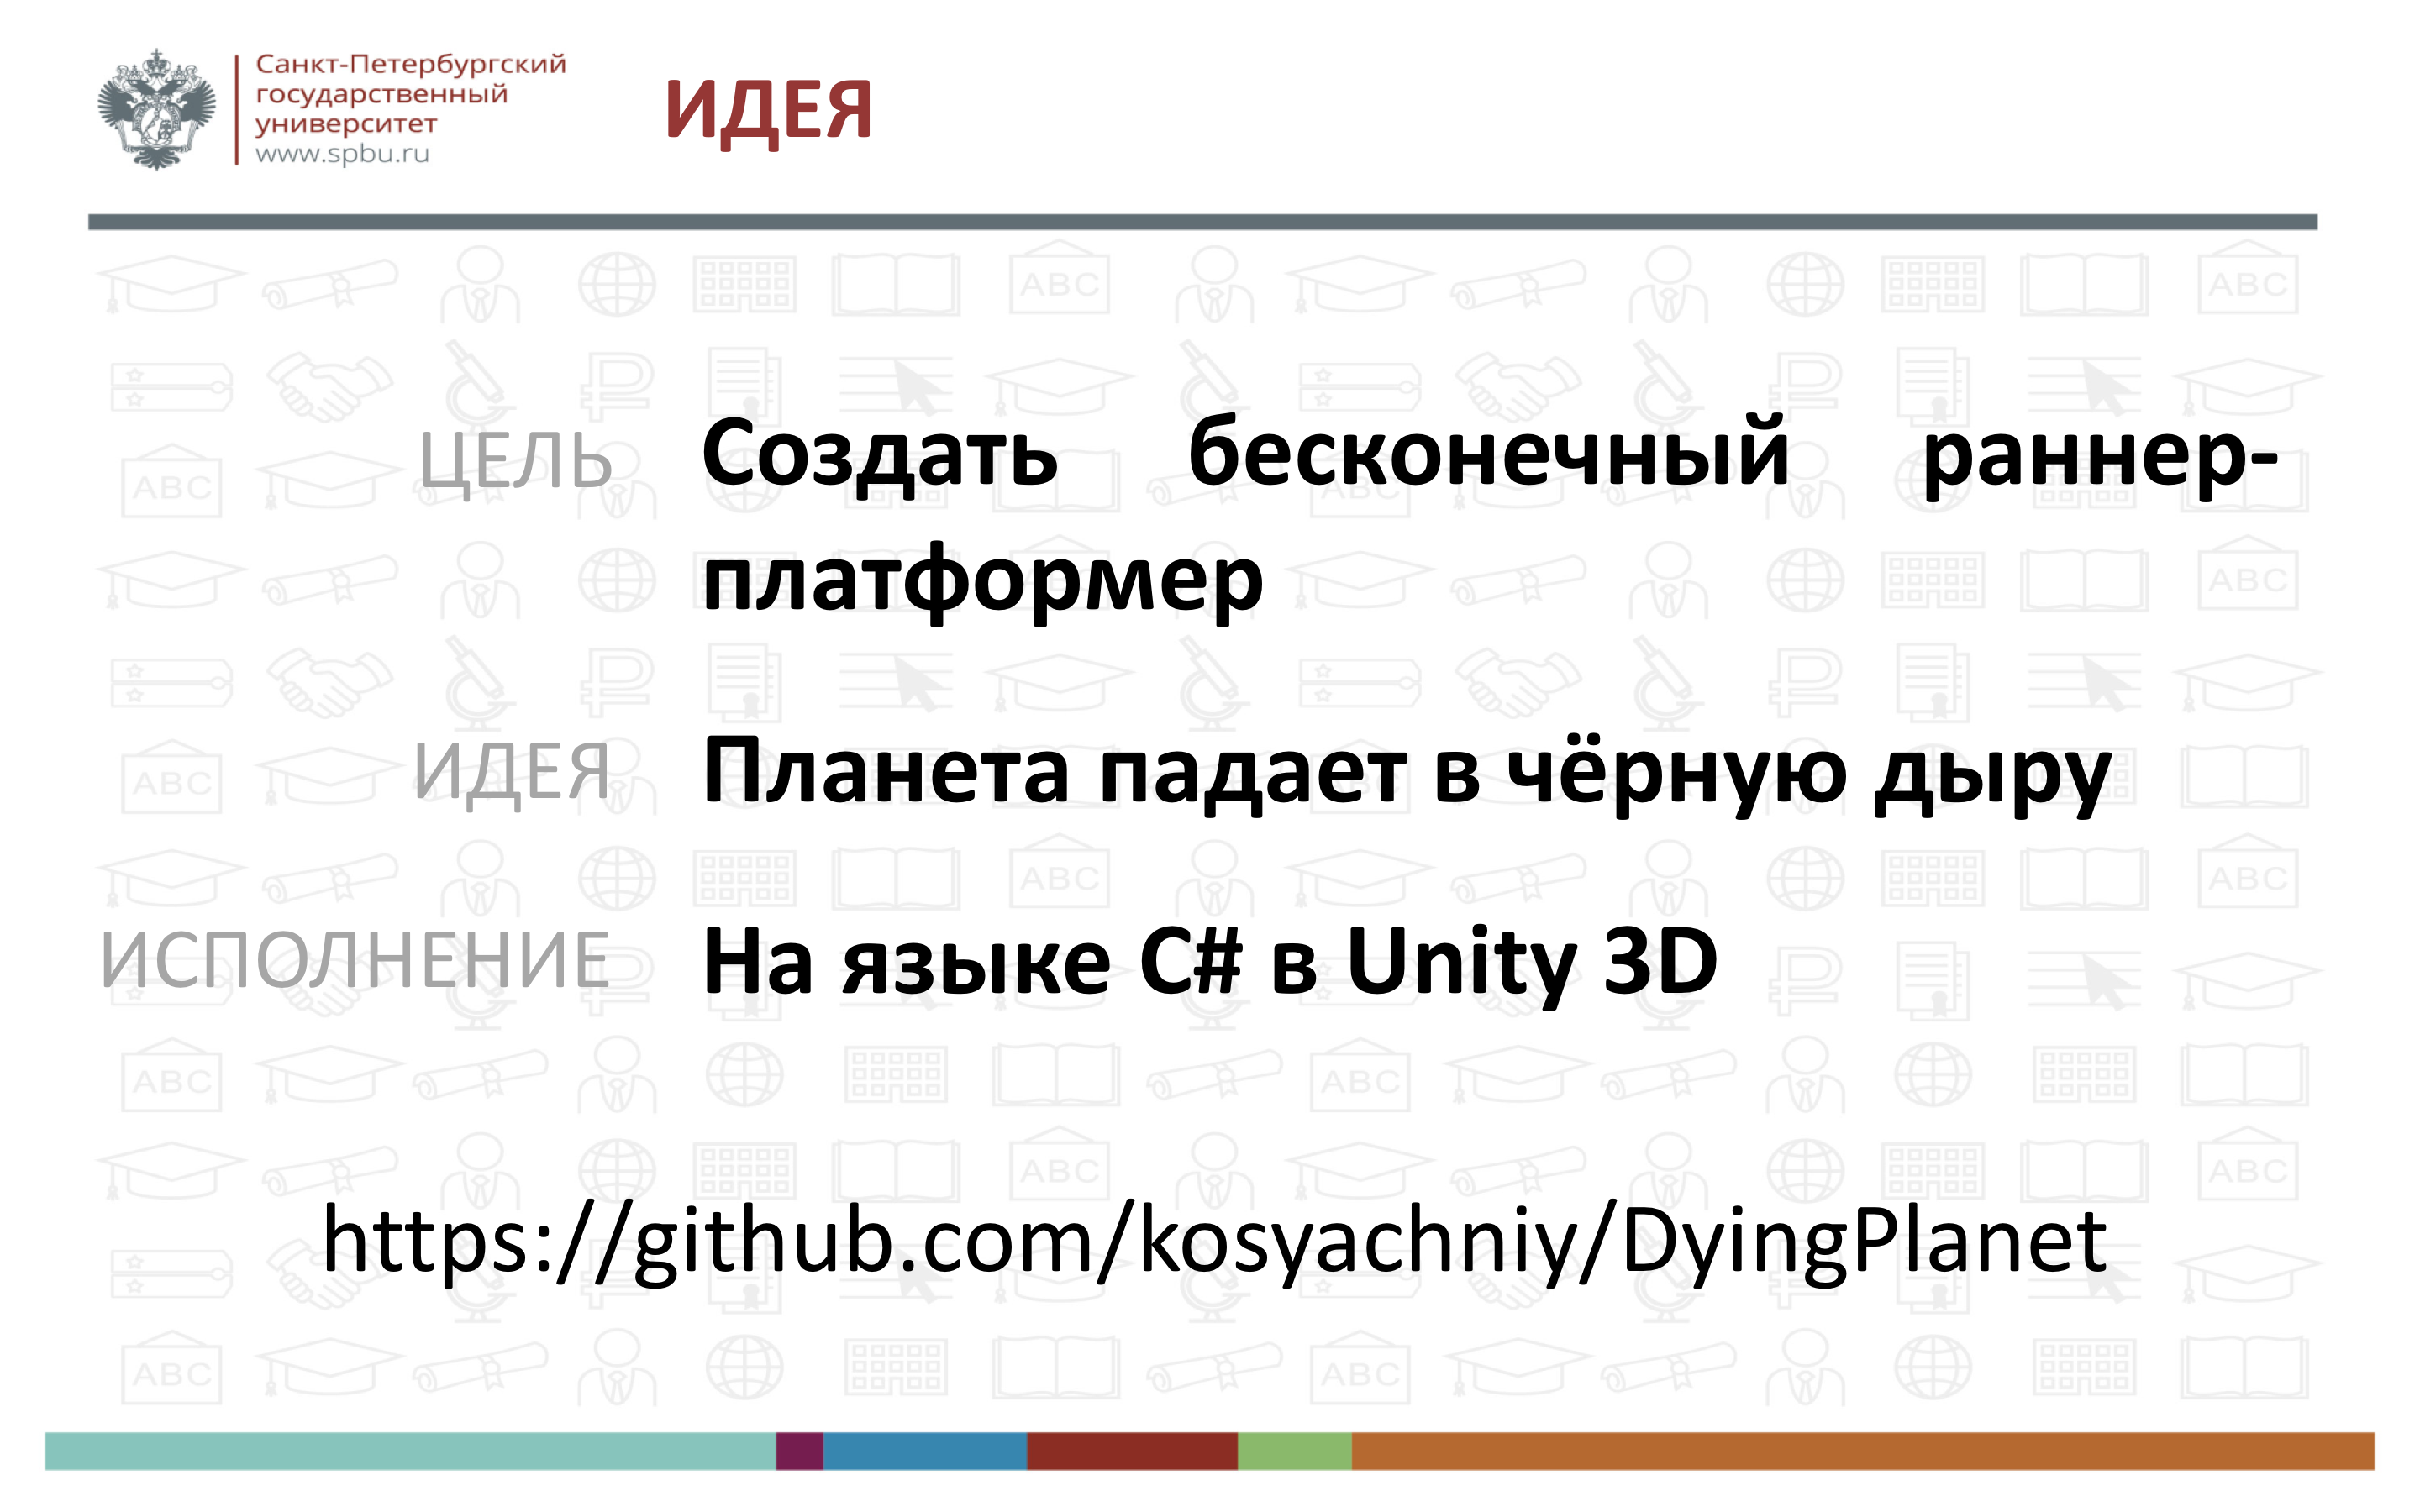 Санкт-Петербургский
государственный
университет
www.spbu.ru
ИДЕЯ
ЦЕЛЬ Создать бесконечный раннер-
платформер
ИДЕЯ Планета падает в чёрную дыру
ИСПОЛНЕНИЕ На языке C# в Unity 3D
https://github.com/kosyachniy/DyingPlanet